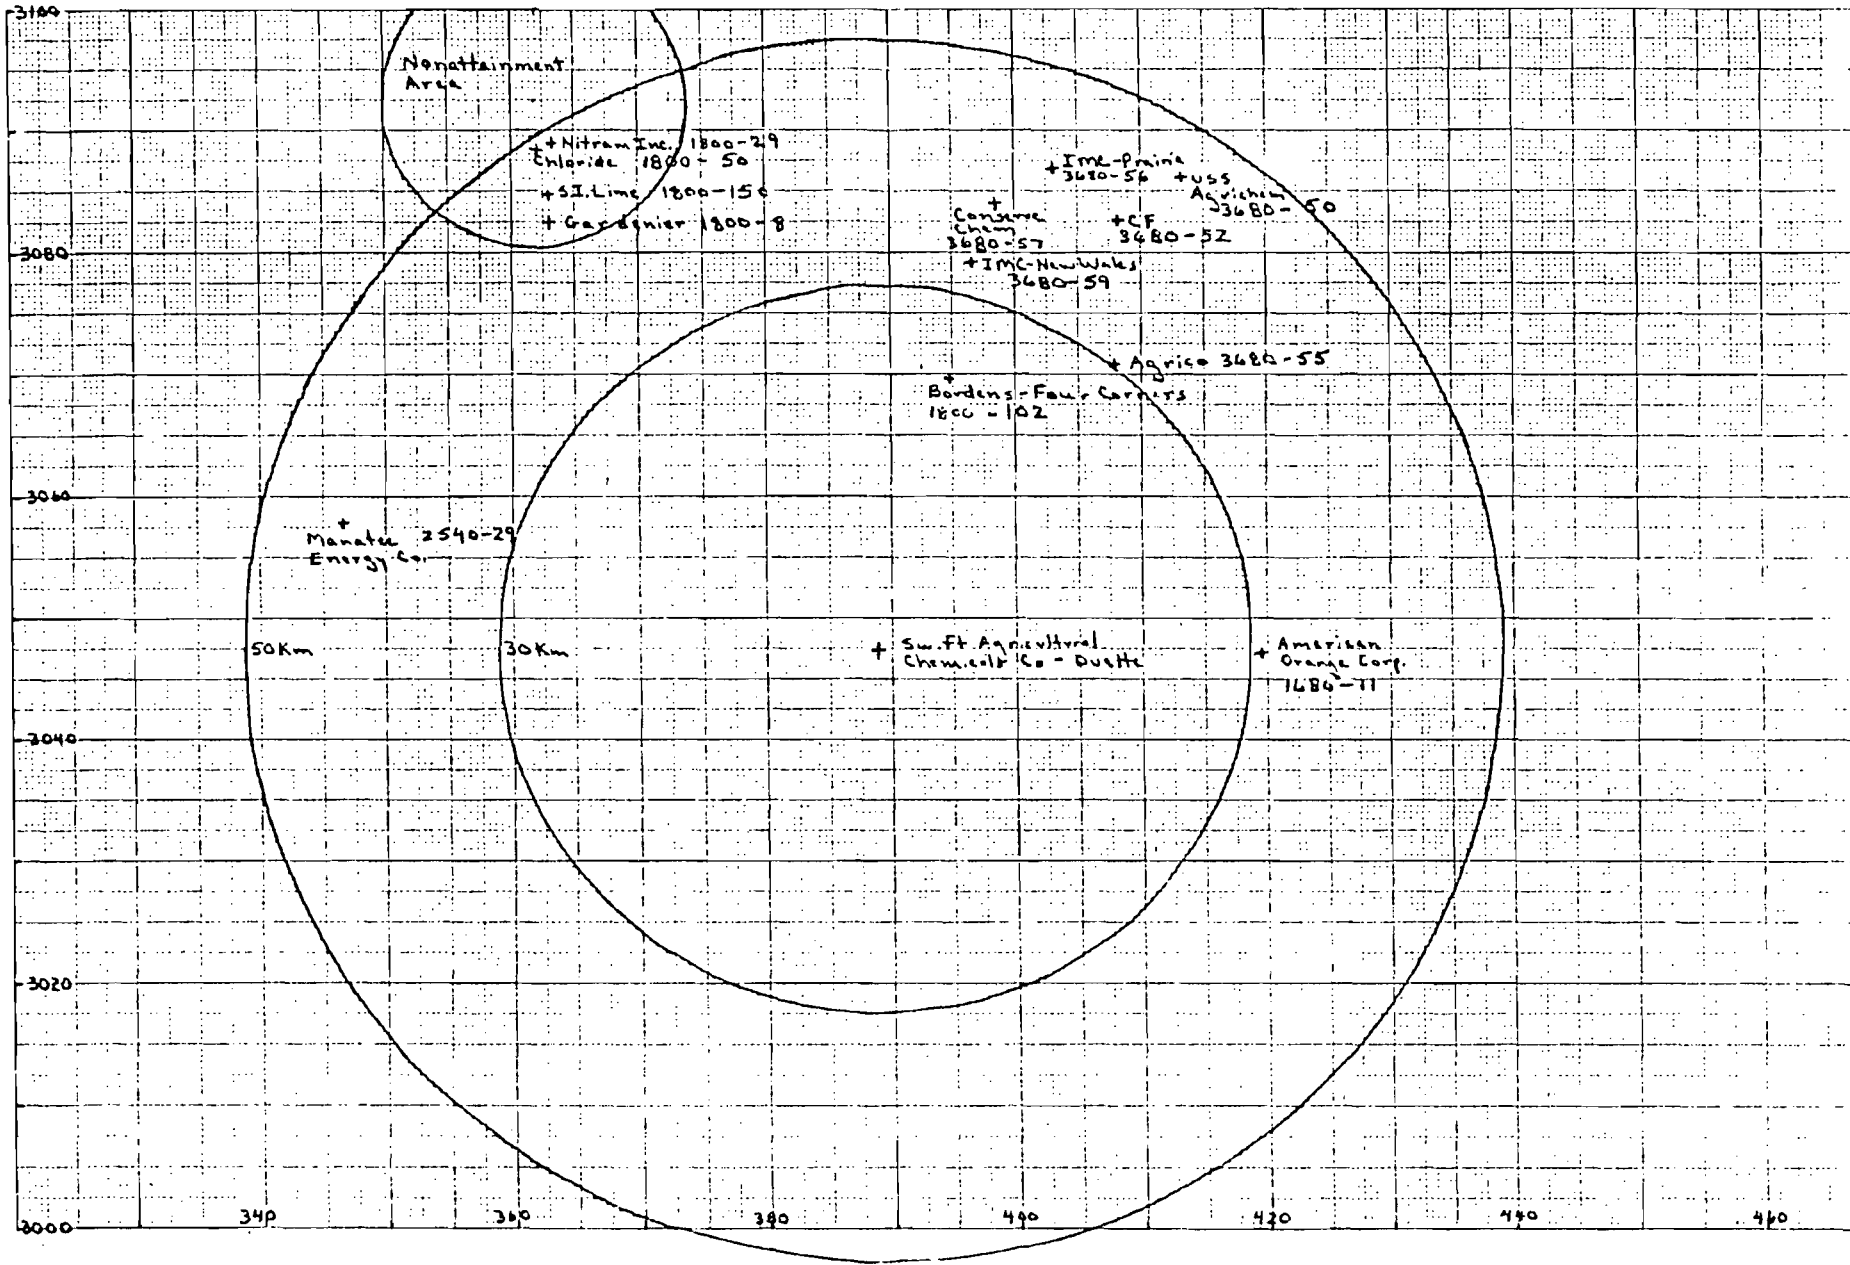 3100
Nonattainment
Area
+ Nitram Inc. 1800-29
Chloride 1800-50
+ S.I. Lime 1800-150
+ Gardenier 1800-8
+ IMC-Prairie
3680-56
+ USS
Agrichem
3680-50
+
Conserve
Chem
3680-57
+ CF
3680-52
3080
+ IMC-New Wales
3680-59
+ Agrico 3680-55
+
Bordens-Four Corners
1800-102
3060
+
Manatee 2540-29
Energy Co.
50Km
30Km
+ Swift Agricultural
Chemicals Co - Duette
+ American
Orange Corp.
1680-11
3040
3020
3000
340 360 380 400 420 440 460